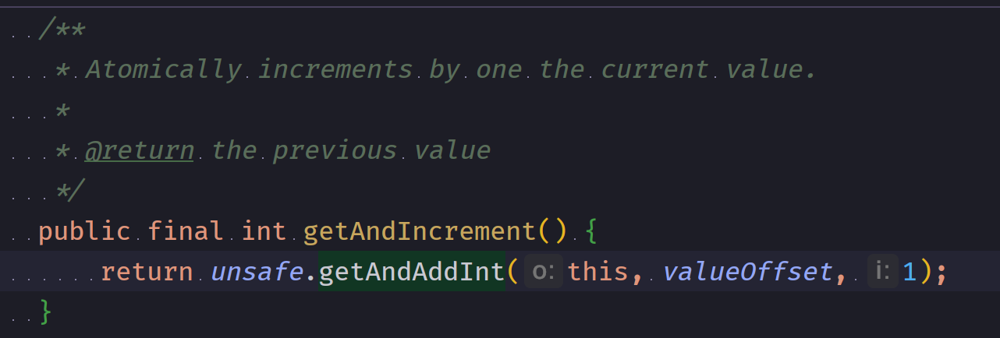 /**
* Atomically increments by one the current value.
*
* @return the previous value
*/
public final int getAndIncrement() {
return unsafe.getAndAddInt( o: this, valueOffset, i: 1);
}